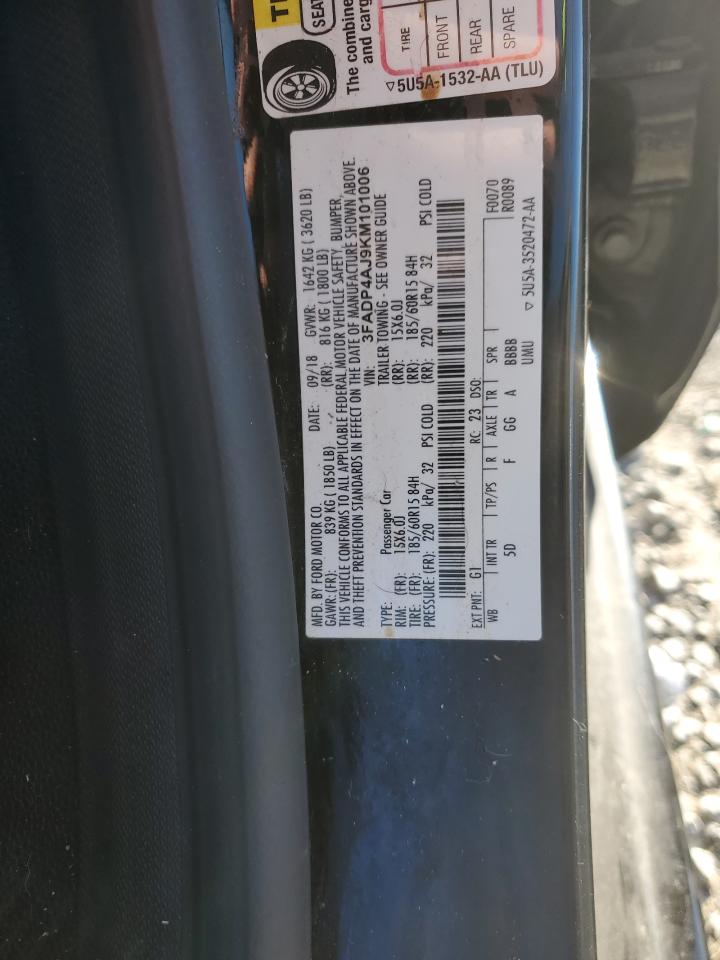 SEAT
The combine
and carg
TIRE
FRONT
REAR
SPARE
5U5A-1532-AA (TLU)
MFD. BY FORD MOTOR CO. DATE: 09/18 GVWR: 1642 KG ( 3620 LB)
GAWR:(FR): 839 KG ( 1850 LB) (RR): 816 KG ( 1800 LB)
THIS VEHICLE CONFORMS TO ALL APPLICABLE FEDERAL MOTOR VEHICLE SAFETY, BUMPER,
AND THEFT PREVENTION STANDARDS IN EFFECT ON THE DATE OF MANUFACTURE SHOWN ABOVE.
VIN: 3FADP4AJ9KM101006
TYPE: Passenger Car TRAILER TOWING - SEE OWNER GUIDE
RIM: (FR): 15X6.0J (RR): 15X6.0J
TIRE: (FR): 185/60R15 84H (RR): 185/60R15 84H
PRESSURE: (FR): 220 kPa/ 32 PSI COLD (RR): 220 kPa/ 32 PSI COLD
EXT PNT: G1 RC: 23 DSO: F0070
WB INT TR TP/PS R AXLE TR SPR R0089
5D F GG A BBBB
UMU
5U5A-3520472-AA